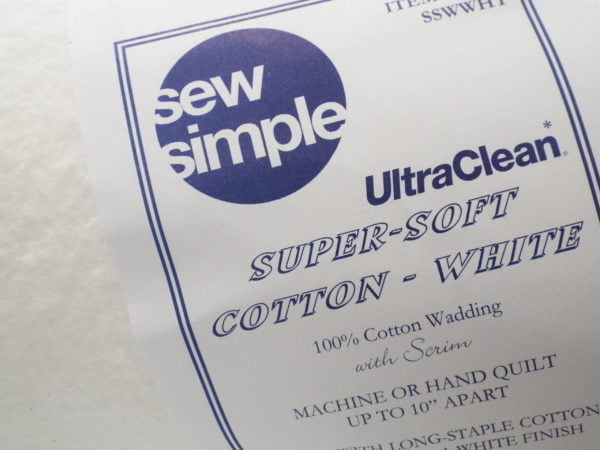 ITEM
SSWWHT
sew
simple
UltraClean*
SUPER-SOFT
COTTON - WHITE
100% Cotton Wadding
with Scrim
MACHINE OR HAND QUILT
UP TO 10" APART
WITH LONG-STAPLE COTTON
WHITE FINISH